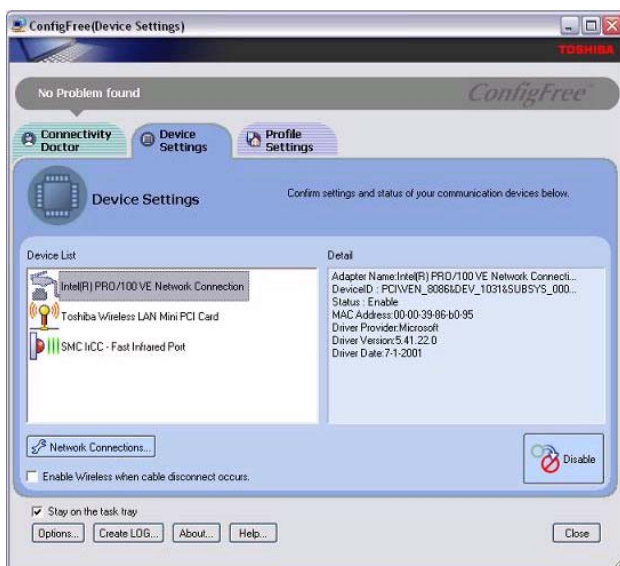 ConfigFree(Device Settings)
TOSHIBA
No Problem found
ConfigFree™
Connectivity
Doctor
Device
Settings
Profile
Settings
Device Settings
Confirm settings and status of your communication devices below.
Device List
Intel(R) PRO/100 VE Network Connection
Toshiba Wireless LAN Mini PCI Card
SMC IrCC - Fast Infrared Port
Detail
Adapter Name:Intel(R) PRO/100 VE Network Connecti...
DeviceID : PCI\VEN_8086&DEV_1031&SUBSYS_000...
Status : Enable
MAC Address:00-00-39-86-b0-95
Driver Provider:Microsoft
Driver Version:5.41.22.0
Driver Date:7-1-2001
Network Connections...
Disable
Enable Wireless when cable disconnect occurs.
Stay on the task tray
Options...
Create LOG...
About...
Help...
Close